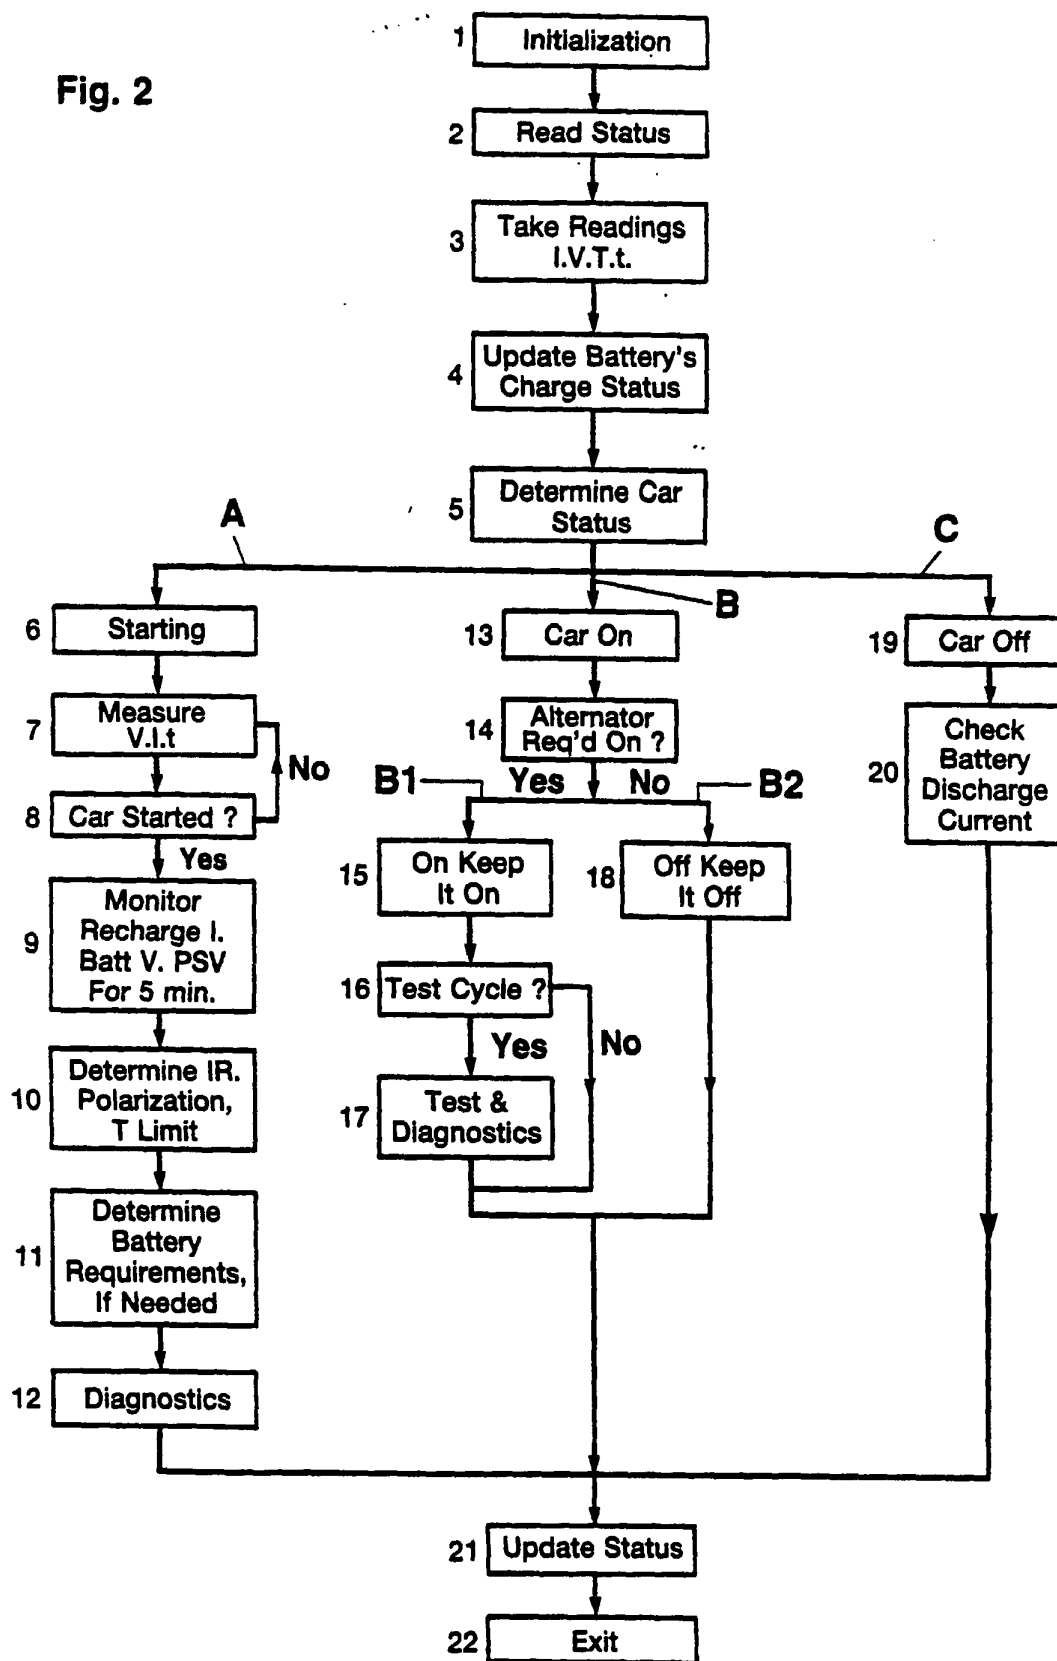 Fig. 2
1 Initialization
2 Read Status
3 Take Readings
I.V.T.t.
4 Update Battery's
Charge Status
5 Determine Car
Status
A
B
C
6 Starting
7 Measure
V.I.t
No
8 Car Started ?
Yes
9 Monitor
Recharge I.
Batt V. PSV
For 5 min.
10 Determine IR.
Polarization,
T Limit
11 Determine
Battery
Requirements,
If Needed
12 Diagnostics
13 Car On
14 Alternator
Req'd On ?
B1 Yes No B2
15 On Keep
It On
16 Test Cycle ?
Yes No
17 Test &
Diagnostics
18 Off Keep
It Off
19 Car Off
20 Check
Battery
Discharge
Current
21 Update Status
22 Exit